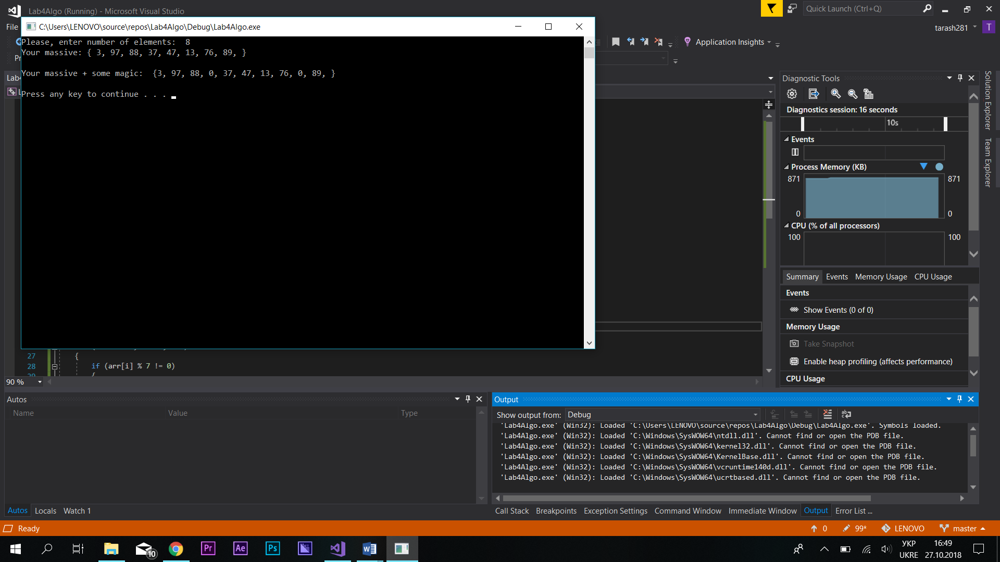 Lab4Algo (Running) - Microsoft Visual Studio
Quick Launch (Ctrl+Q)
File
tarash281
T
C:\Users\LENOVO\source\repos\Lab4Algo\Debug\Lab4Algo.exe
Please, enter number of elements:  8
Your massive: { 3, 97, 88, 37, 47, 13, 76, 89, }
Your massive + some magic:  {3, 97, 88, 0, 37, 47, 13, 76, 0, 89, }
Press any key to continue . . .
Application Insights
Pr
Lab4
Diagnostic Tools
Diagnostics session: 16 seconds
10s
Events
Process Memory (KB)
871 871
0 0
CPU (% of all processors)
100 100
Summary Events Memory Usage CPU Usage
Events
Show Events (0 of 0)
Memory Usage
Take Snapshot
Enable heap profiling (affects performance)
CPU Usage
Solution Explorer
Team Explorer
27 {
28 if (arr[i] % 7 != 0)
29 {
90 %
Autos
Name Value Type
Autos Locals Watch 1
Output
Show output from: Debug
'Lab4Algo.exe' (Win32): Loaded 'C:\Users\LENOVO\source\repos\Lab4Algo\Debug\Lab4Algo.exe'. Symbols loaded.
'Lab4Algo.exe' (Win32): Loaded 'C:\Windows\SysWOW64\ntdll.dll'. Cannot find or open the PDB file.
'Lab4Algo.exe' (Win32): Loaded 'C:\Windows\SysWOW64\kernel32.dll'. Cannot find or open the PDB file.
'Lab4Algo.exe' (Win32): Loaded 'C:\Windows\SysWOW64\KernelBase.dll'. Cannot find or open the PDB file.
'Lab4Algo.exe' (Win32): Loaded 'C:\Windows\SysWOW64\vcruntime140d.dll'. Cannot find or open the PDB file.
'Lab4Algo.exe' (Win32): Loaded 'C:\Windows\SysWOW64\ucrtbased.dll'. Cannot find or open the PDB file.
Call Stack Breakpoints Exception Settings Command Window Immediate Window Output Error List ...
Ready
0 99* LENOVO master
10
Pr Ae Ps
УКР
UKRE
16:49
27.10.2018